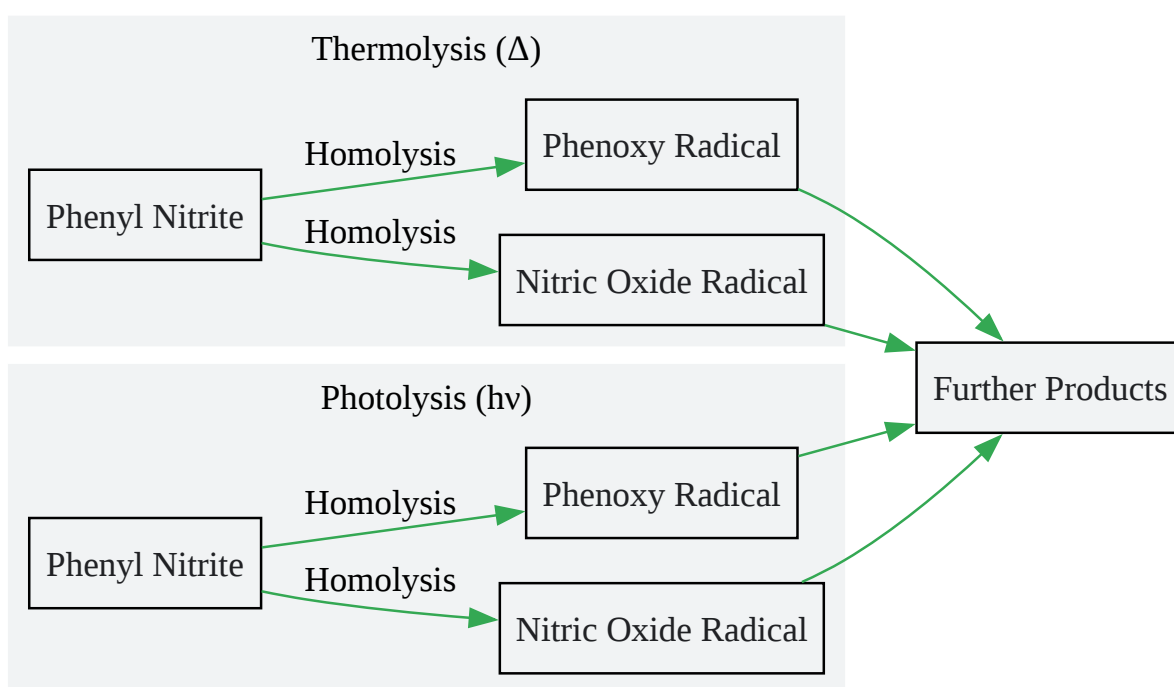 Thermolysis (Δ)
Phenyl Nitrite
Homolysis
Homolysis
Phenoxy Radical
Nitric Oxide Radical
Photolysis (hν)
Phenyl Nitrite
Homolysis
Homolysis
Phenoxy Radical
Nitric Oxide Radical
Further Products